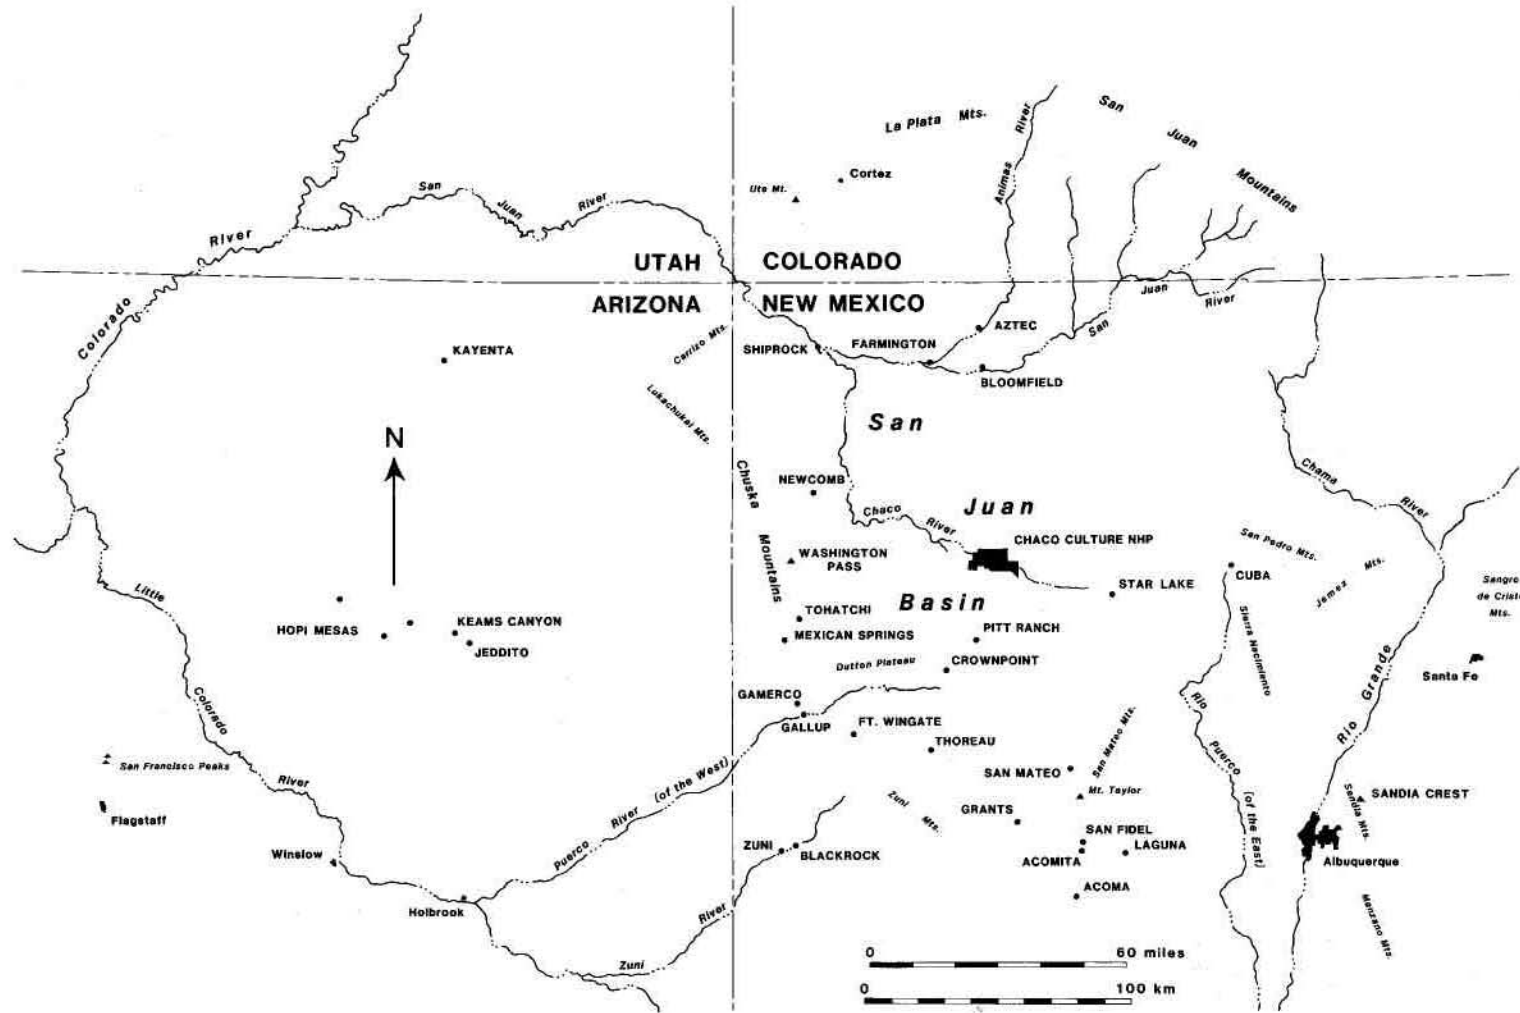 La Plata Mts.
San
Juan
Mountains
Animas
River
Cortez
Ute Mt.
San
Juan
River
River
Colorado
UTAH
COLORADO
ARIZONA
NEW MEXICO
Juan
River
San
AZTEC
FARMINGTON
SHIPROCK
BLOOMFIELD
KAYENTA
Carrizo Mts.
Lukachukai Mts.
N
San
Juan
Basin
Chuska
Mountains
NEWCOMB
Chaco
River
CHACO CULTURE NHP
WASHINGTON
PASS
STAR LAKE
Chama
River
San Pedro Mts.
CUBA
Jemez Mts.
Sangre
de Cristo
Mts.
Sierra Nacimiento
Santa Fe
Little
Colorado
River
HOPI MESAS
KEAMS CANYON
JEDDITO
TOHATCHI
MEXICAN SPRINGS
PITT RANCH
Dutton Plateau
CROWNPOINT
GAMERCO
GALLUP
FT. WINGATE
THOREAU
Rio
Puerco
(of the East)
Rio Grande
San Mateo Mts.
SAN MATEO
Mt. Taylor
GRANTS
Zuni
Mts.
San Francisco Peaks
Flagstaff
Winslow
Holbrook
Puerco
River
(of the West)
ZUNI
BLACKROCK
SAN FIDEL
ACOMITA
LAGUNA
ACOMA
SANDIA CREST
Sandia Mts.
Albuquerque
Manzano Mts.
Zuni
River
0
60 miles
0
100 km